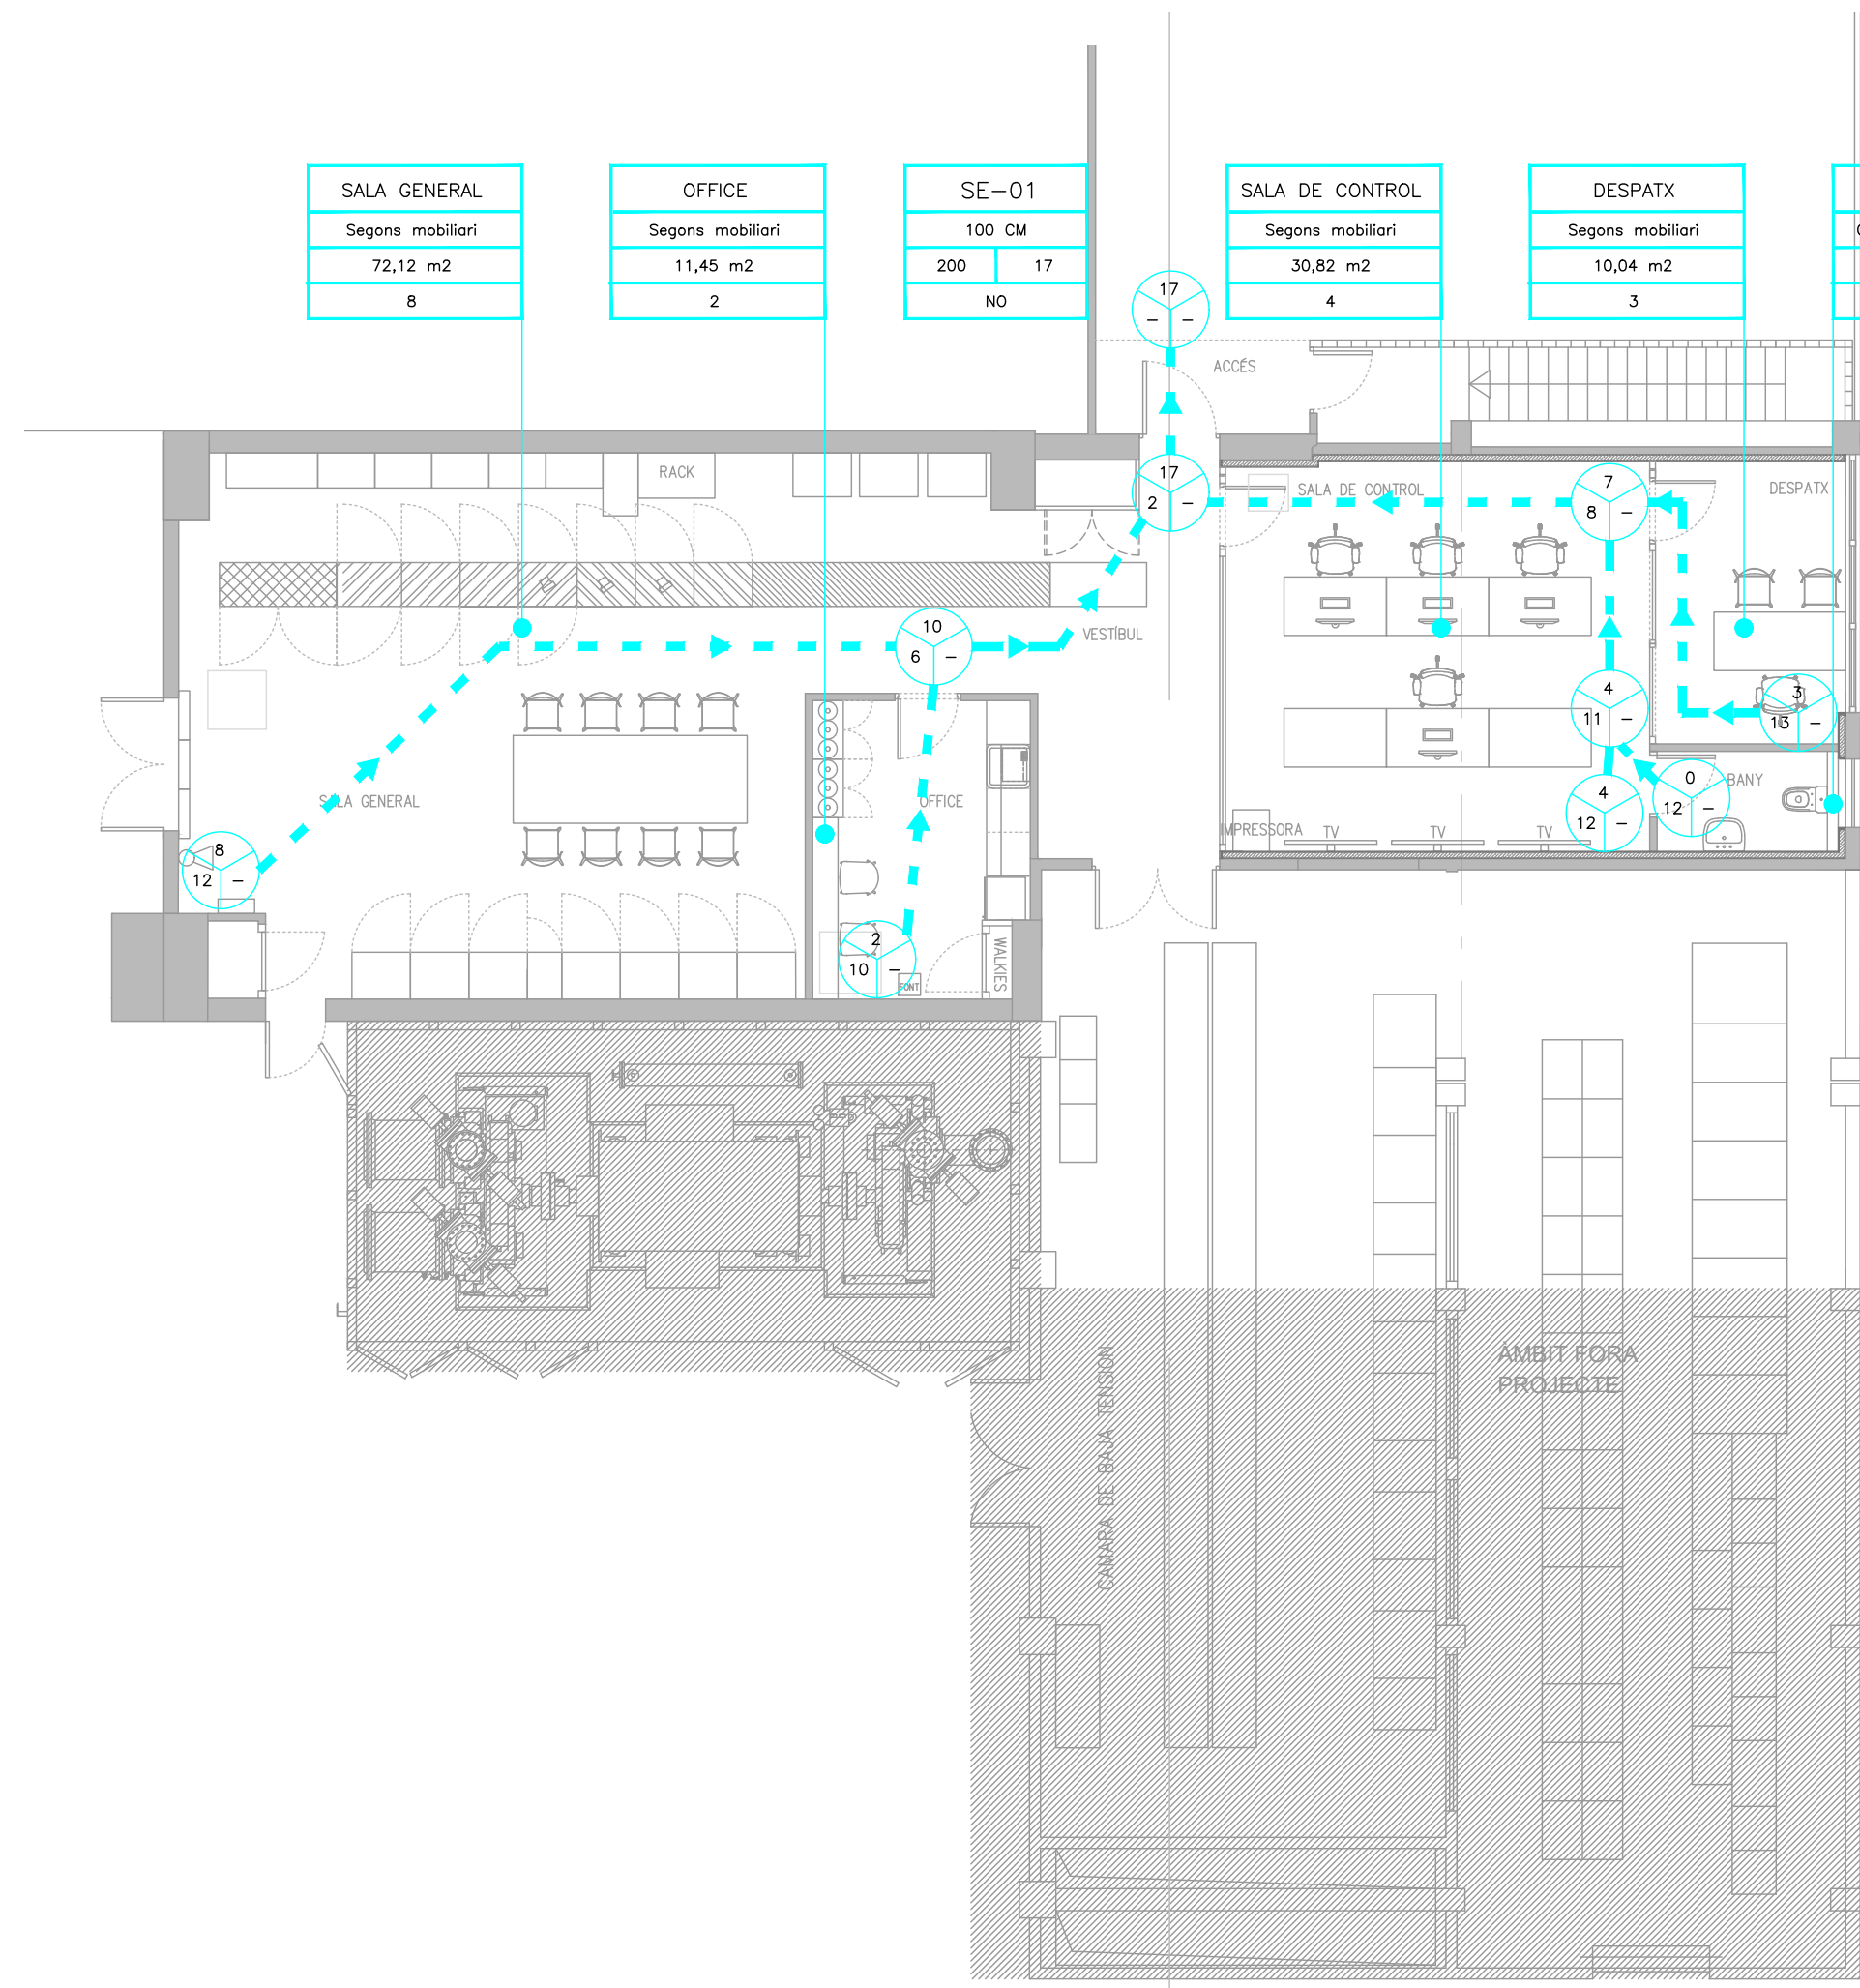 SALA GENERAL
Segons mobiliari
72,12 m2
8
OFFICE
Segons mobiliari
11,45 m2
2
SE-01
100 CM
200 17
NO
SALA DE CONTROL
Segons mobiliari
30,82 m2
4
DESPATX
Segons mobiliari
10,04 m2
3
17
- -
ACCÉS
RACK
17
2 -
SALA DE CONTROL
7
8 -
DESPATX
10
6 -
VESTÍBUL
4
11 -
3
13 -
SALA GENERAL
OFFICE
0
12 -
BANY
4
12 -
IMPRESSORA
TV
TV
TV
8
12 -
2
10 -
FONT
WALKIES
ÀMBIT FORA
PROJECTE
CAMARA DE BAJA TENSION